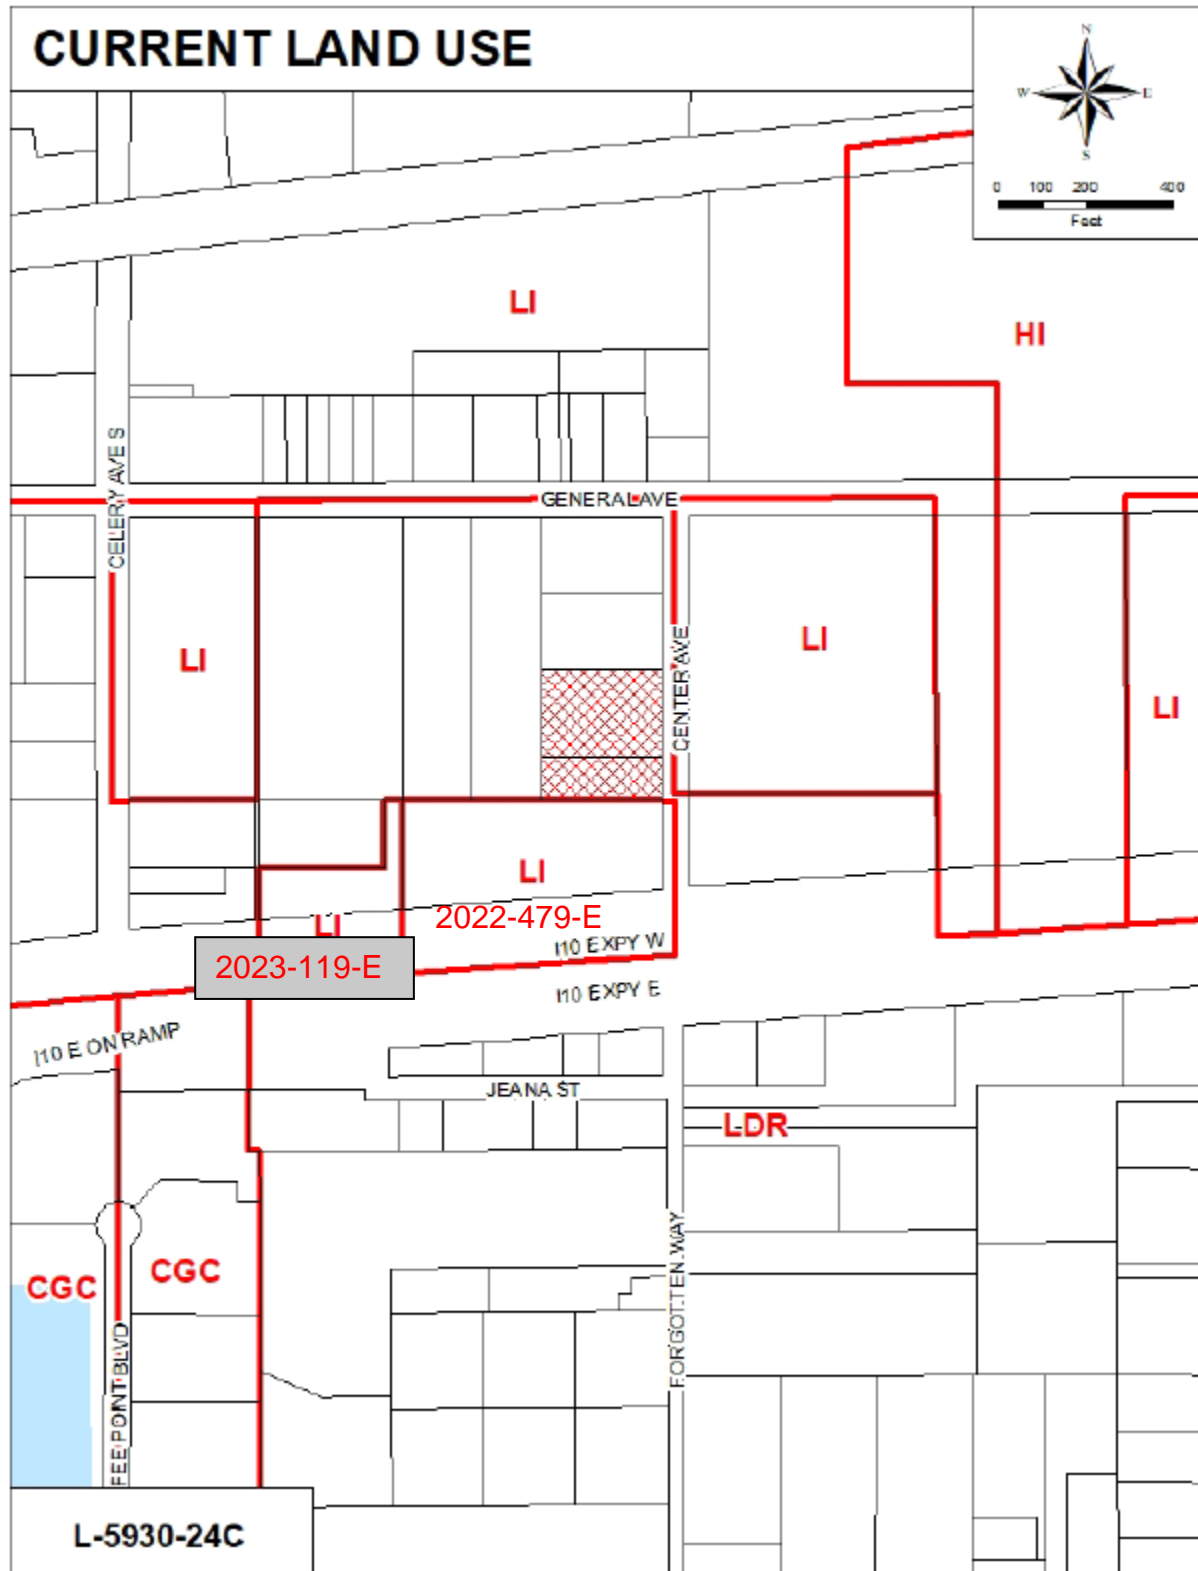 CURRENT LAND USE
N
W E
S
0 100 200 400
Feet
LI
HI
CELERY AVE S
GENERAL AVE
LI
CENTER AVE
LI
LI
LI
2022-479-E
LI
2023-119-E
I10 EXPY W
I10 EXPY E
I10 E ON RAMP
JEANA ST
LDR
FORGOTTEN WAY
CGC
CGC
FEE POINT BLVD
L-5930-24C